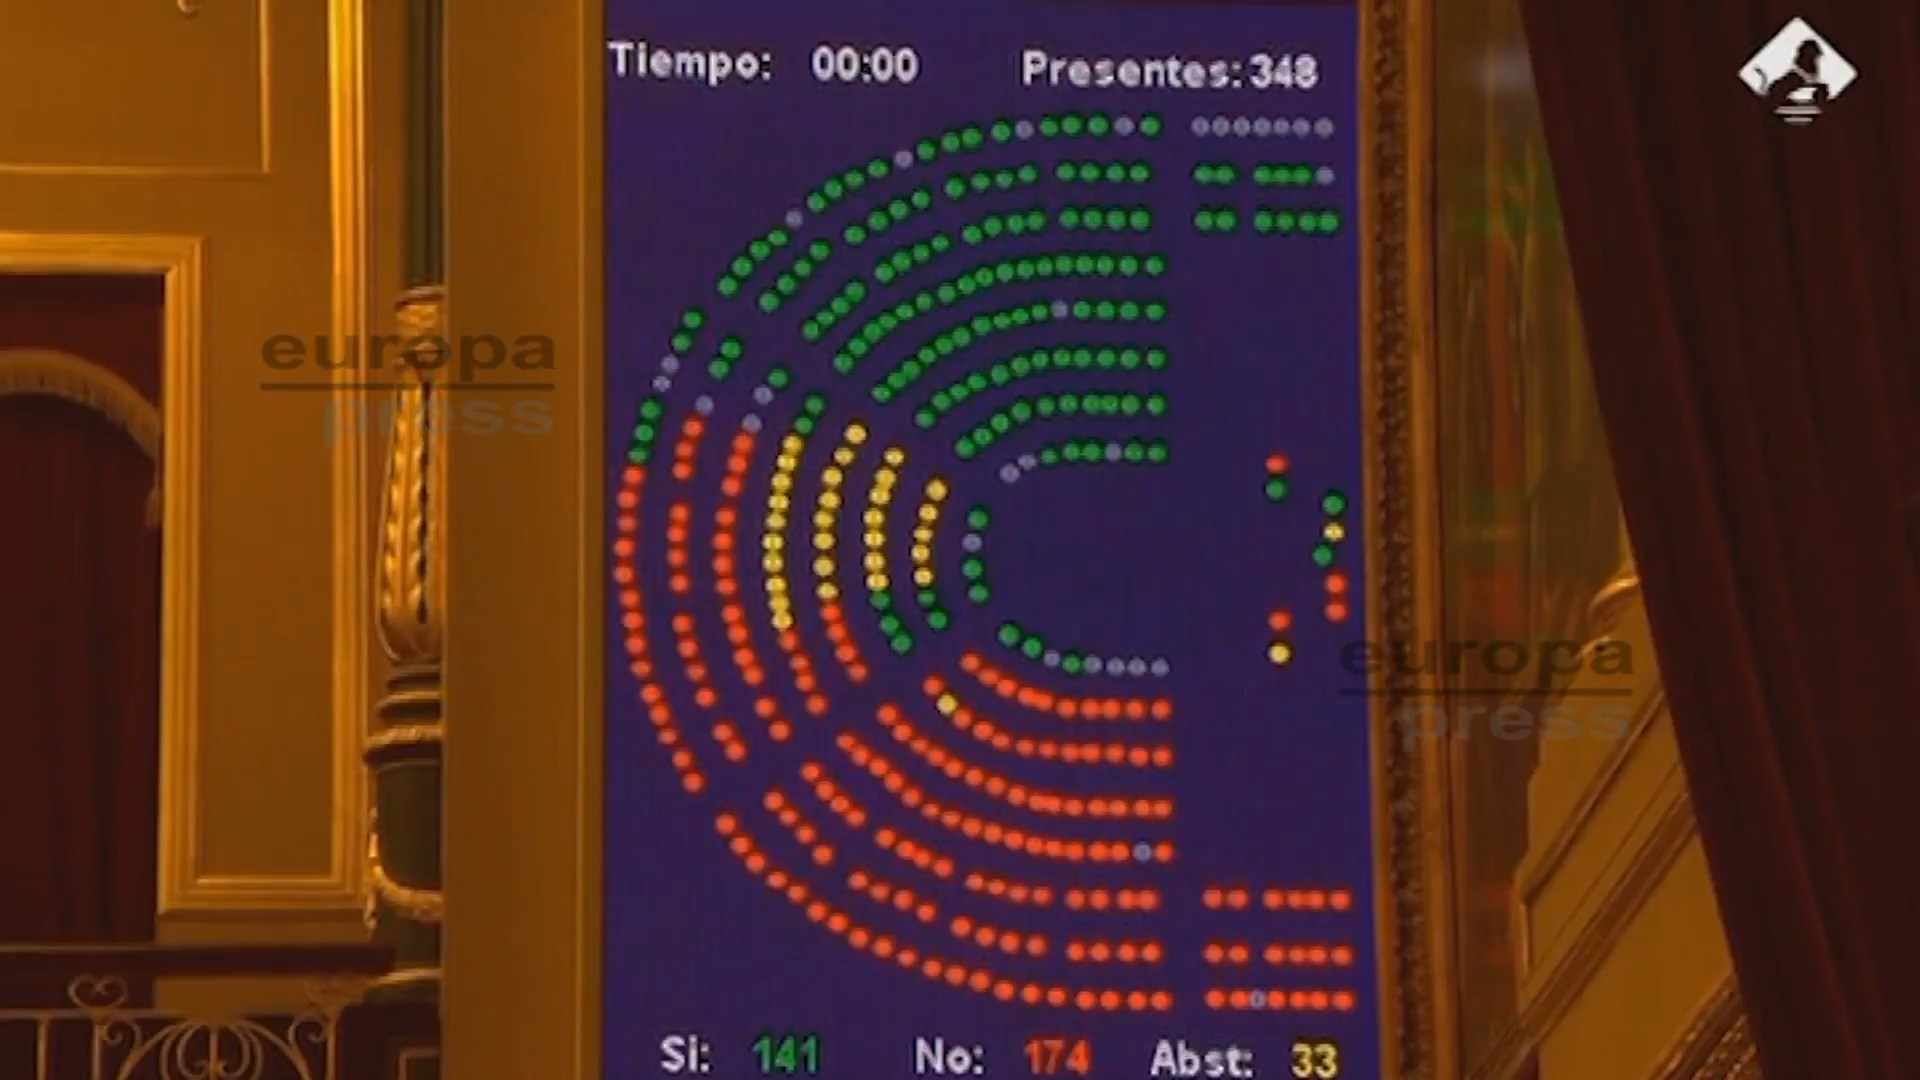 Tiempo: 00:00 Presentes: 348
europa
press
europa
press
Si: 141 No: 174 Abst: 33